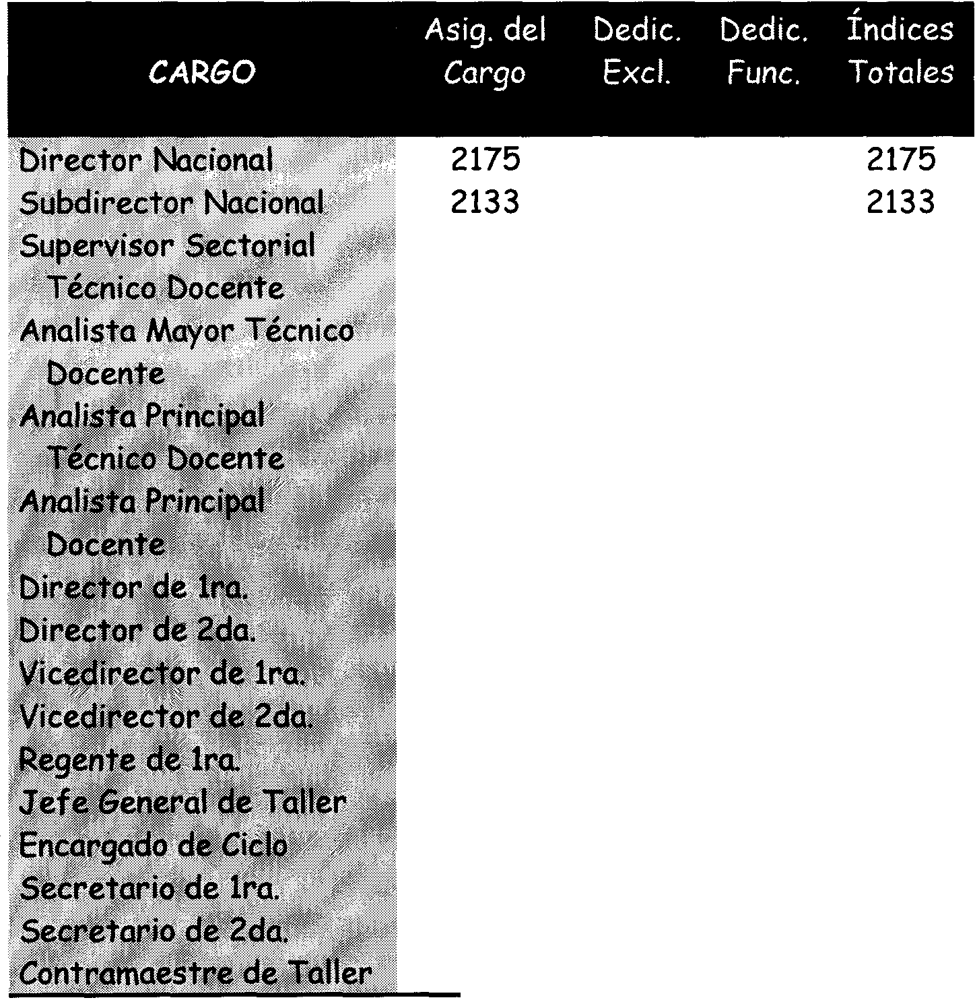 CARGO Asig. del Cargo Dedic. Excl. Dedic. Func. Índices Totales
Director Nacional 2175 2175
Subdirector Nacional 2133 2133
Supervisor Sectorial
Técnico Docente
Analista Mayor Técnico
Docente
Analista Principal
Técnico Docente
Analista Principal
Docente
Director de 1ra.
Director de 2da.
Vicedirector de 1ra.
Vicedirector de 2da.
Regente de 1ra.
Jefe General de Taller
Encargado de Ciclo
Secretario de 1ra.
Secretario de 2da.
Contramaestre de Taller